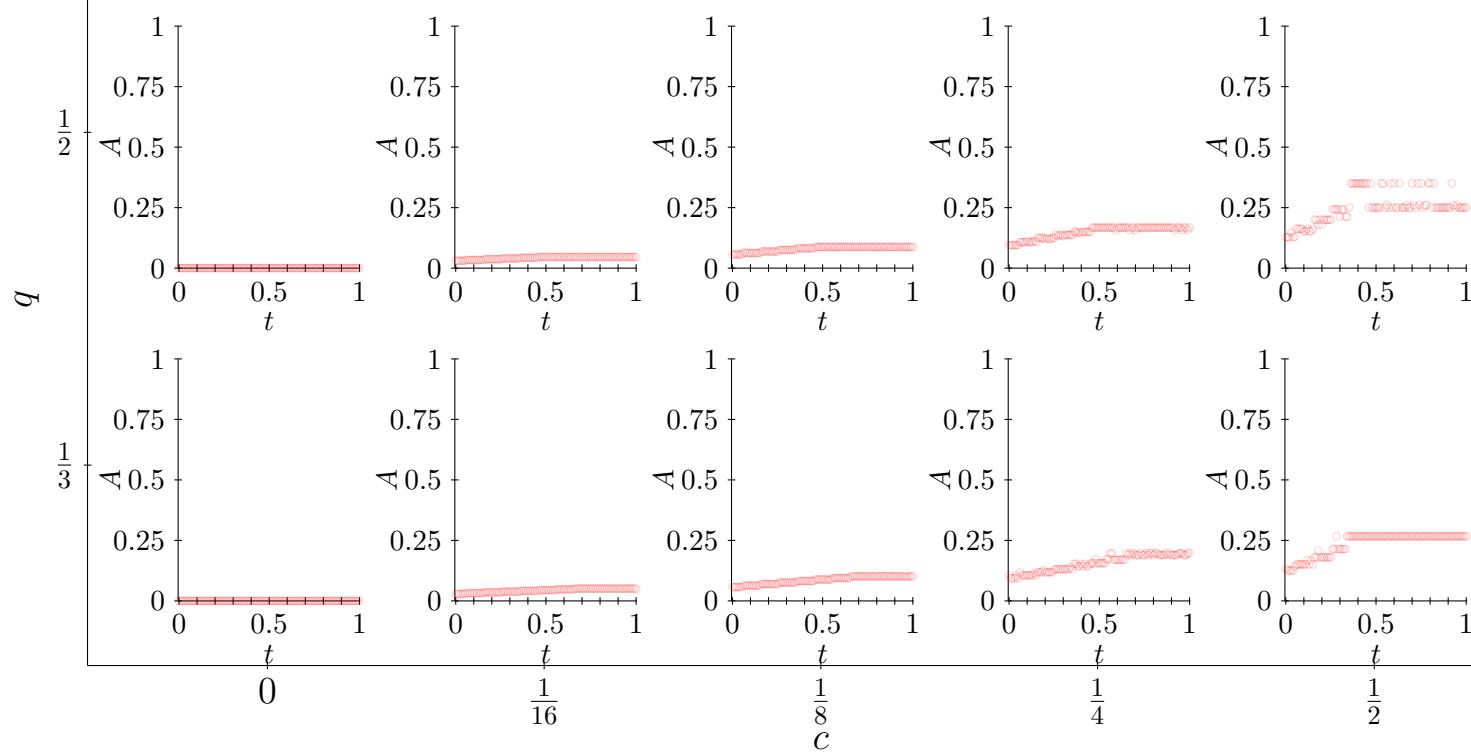 1 1 1 1 1
0.75 0.75 0.75 0.75 0.75
1/2 A 0.5 A 0.5 A 0.5 A 0.5 A 0.5
0.25 0.25 0.25 0.25 0.25
0 0 0 0 0
0 0.5 1 0 0.5 1 0 0.5 1 0 0.5 1 0 0.5 1
q
t t t t t
1 1 1 1 1
0.75 0.75 0.75 0.75 0.75
1/3 A 0.5 A 0.5 A 0.5 A 0.5 A 0.5
0.25 0.25 0.25 0.25 0.25
0 0 0 0 0
0 0.5 1 0 0.5 1 0 0.5 1 0 0.5 1 0 0.5 1
t t t t t
0 1/16 1/8 1/4 1/2
c